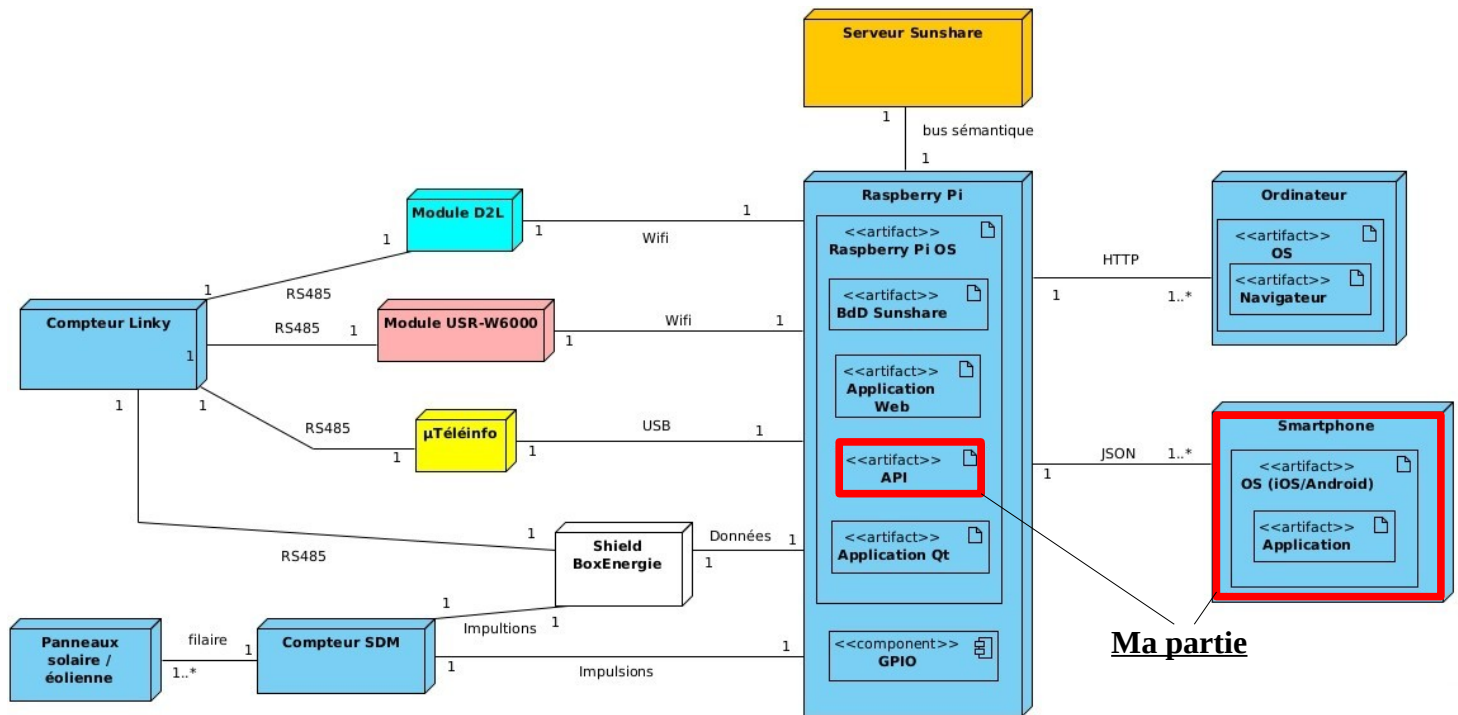 Serveur Sunshare
1
bus sémantique
1
Raspberry Pi
<<artifact>>
Raspberry Pi OS
<<artifact>>
BdD Sunshare
<<artifact>>
Application
Web
<<artifact>>
API
<<artifact>>
Application Qt
<<component>>
GPIO
Ordinateur
<<artifact>>
OS
<<artifact>>
Navigateur
HTTP
1
1..*
Smartphone
<<artifact>>
OS (iOS/Android)
<<artifact>>
Application
JSON
1
1..*
Ma partie
Module D2L
1
1
Wifi
1
1
RS485
Compteur Linky
1
RS485
1
Module USR-W6000
1
Wifi
1
1
1
RS485
1
µTéléinfo
1
USB
1
RS485
1
Shield
BoxEnergie
1
Données
1
1
Impultions
1
Panneaux
solaire /
éolienne
filaire
1..*
1
Compteur SDM
1
Impulsions
1